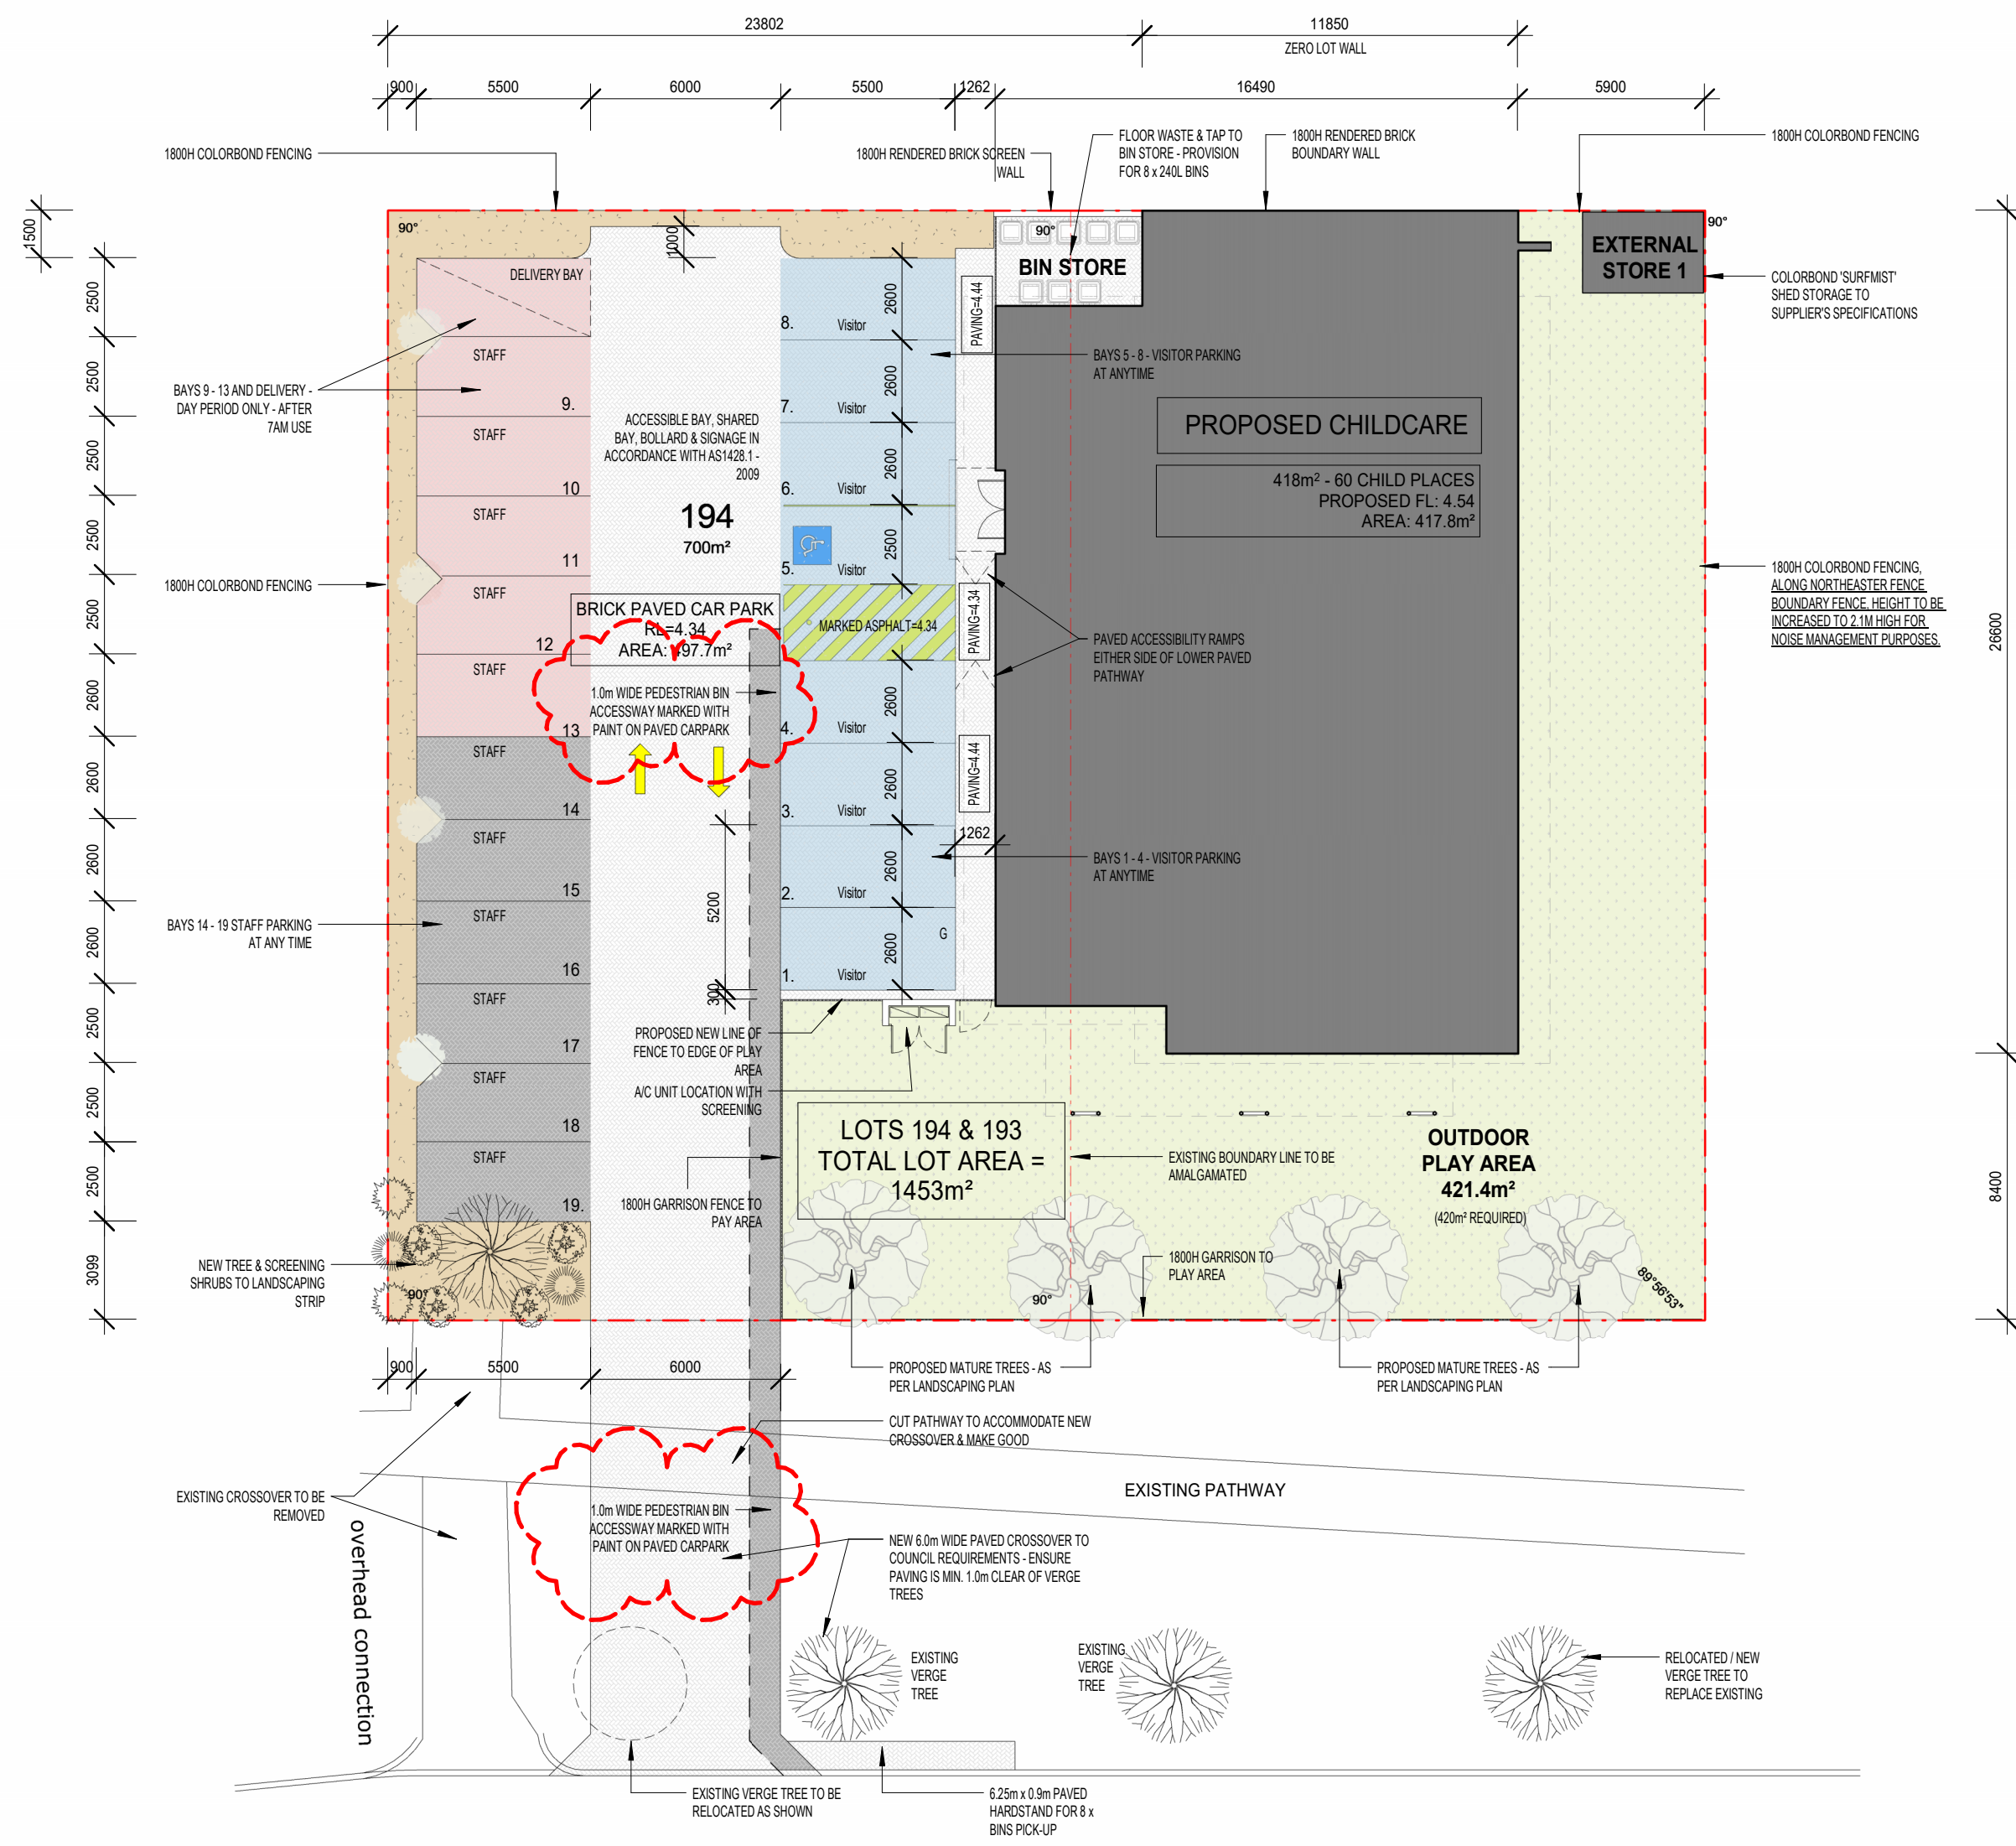 23802
11850
ZERO LOT WALL
900
5500
6000
5500
1262
16490
5900
1800H COLORBOND FENCING
1800H RENDERED BRICK SCREEN
WALL
FLOOR WASTE & TAP TO
BIN STORE - PROVISION
FOR 8 x 240L BINS
1800H RENDERED BRICK
BOUNDARY WALL
1800H COLORBOND FENCING
1500
90°
1000
90°
BIN STORE
EXTERNAL
STORE 1
90°
COLORBOND 'SURFMIST'
SHED STORAGE TO
SUPPLIER'S SPECIFICATIONS
2500
2500
2500
2500
2500
2600
2600
2600
2600
2500
2500
2500
3099
DELIVERY BAY
STAFF
9.
STAFF
10
STAFF
11
STAFF
12
STAFF
13
STAFF
14
STAFF
15
STAFF
16
STAFF
17
STAFF
18
STAFF
19.
BAYS 9 - 13 AND DELIVERY -
DAY PERIOD ONLY - AFTER
7AM USE
1800H COLORBOND FENCING
BAYS 14 - 19 STAFF PARKING
AT ANY TIME
NEW TREE & SCREENING
SHRUBS TO LANDSCAPING
STRIP
90°
ACCESSIBLE BAY, SHARED
BAY, BOLLARD & SIGNAGE IN
ACCORDANCE WITH AS1428.1 -
2009
194
700m²
BRICK PAVED CAR PARK
RL=4.34
AREA: 497.7m²
1.0m WIDE PEDESTRIAN BIN
ACCESSWAY MARKED WITH
PAINT ON PAVED CARPARK
5200
300
8.
Visitor
2600
7.
Visitor
2600
6.
Visitor
2600
5.
Visitor
2500
MARKED ASPHALT=4.34
4.
Visitor
2600
3.
Visitor
2600
2.
Visitor
2600
G
1.
Visitor
2600
PAVING=4.44
PAVING=4.34
PAVING=4.44
1262
BAYS 5 - 8 - VISITOR PARKING
AT ANYTIME
PROPOSED CHILDCARE
418m² - 60 CHILD PLACES
PROPOSED FL: 4.54
AREA: 417.8m²
PAVED ACCESSIBILITY RAMPS
EITHER SIDE OF LOWER PAVED
PATHWAY
BAYS 1 - 4 - VISITOR PARKING
AT ANYTIME
1800H COLORBOND FENCING,
ALONG NORTHEASTER FENCE
BOUNDARY FENCE. HEIGHT TO BE
INCREASED TO 2.1M HIGH FOR
NOISE MANAGEMENT PURPOSES.
26600
8400
PROPOSED NEW LINE OF
FENCE TO EDGE OF PLAY
AREA
A/C UNIT LOCATION WITH
SCREENING
1800H GARRISON FENCE TO
PAY AREA
LOTS 194 & 193
TOTAL LOT AREA =
1453m²
EXISTING BOUNDARY LINE TO BE
AMALGAMATED
OUTDOOR
PLAY AREA
421.4m²
(420m² REQUIRED)
1800H GARRISON TO
PLAY AREA
90°
89°56'53"
900
5500
6000
PROPOSED MATURE TREES - AS
PER LANDSCAPING PLAN
PROPOSED MATURE TREES - AS
PER LANDSCAPING PLAN
CUT PATHWAY TO ACCOMMODATE NEW
CROSSOVER & MAKE GOOD
EXISTING PATHWAY
EXISTING CROSSOVER TO BE
REMOVED
overhead connection
1.0m WIDE PEDESTRIAN BIN
ACCESSWAY MARKED WITH
PAINT ON PAVED CARPARK
NEW 6.0m WIDE PAVED CROSSOVER TO
COUNCIL REQUIREMENTS - ENSURE
PAVING IS MIN. 1.0m CLEAR OF VERGE
TREES
EXISTING
VERGE
TREE
EXISTING
VERGE
TREE
RELOCATED / NEW
VERGE TREE TO
REPLACE EXISTING
EXISTING VERGE TREE TO BE
RELOCATED AS SHOWN
6.25m x 0.9m PAVED
HARDSTAND FOR 8 x
BINS PICK-UP